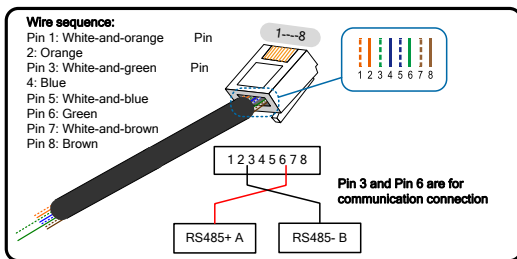 Wire sequence:
Pin 1: White-and-orange Pin
2: Orange
Pin 3: White-and-green Pin
4: Blue
Pin 5: White-and-blue
Pin 6: Green
Pin 7: White-and-brown
Pin 8: Brown
1----8
1 2 3 4 5 6 7 8
1 2 3 4 5 6 7 8
Pin 3 and Pin 6 are for
communication connection
RS485+ A
RS485- B